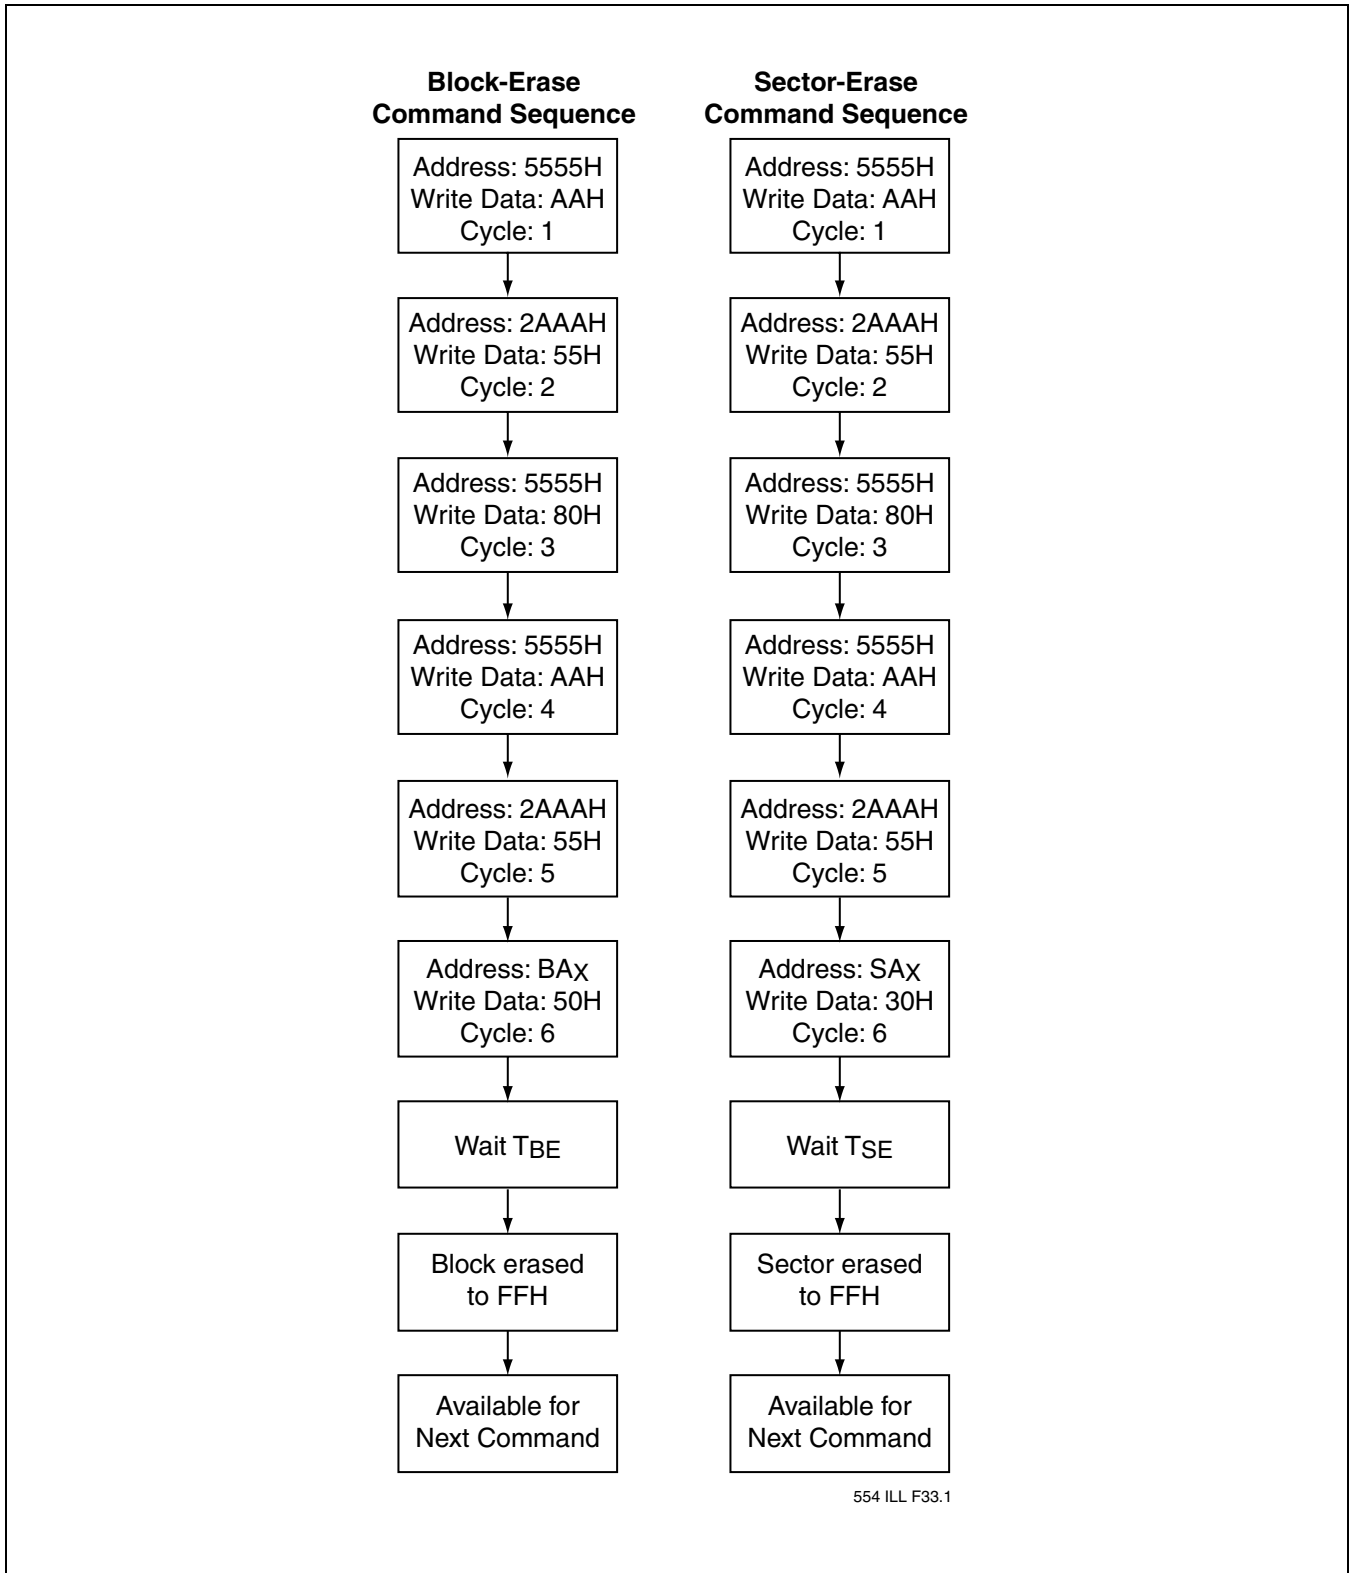 Block-Erase
Command Sequence
Address: 5555H
Write Data: AAH
Cycle: 1
Address: 2AAAH
Write Data: 55H
Cycle: 2
Address: 5555H
Write Data: 80H
Cycle: 3
Address: 5555H
Write Data: AAH
Cycle: 4
Address: 2AAAH
Write Data: 55H
Cycle: 5
Address: BAX
Write Data: 50H
Cycle: 6
Wait TBE
Block erased
to FFH
Available for
Next Command
Sector-Erase
Command Sequence
Address: 5555H
Write Data: AAH
Cycle: 1
Address: 2AAAH
Write Data: 55H
Cycle: 2
Address: 5555H
Write Data: 80H
Cycle: 3
Address: 5555H
Write Data: AAH
Cycle: 4
Address: 2AAAH
Write Data: 55H
Cycle: 5
Address: SAX
Write Data: 30H
Cycle: 6
Wait TSE
Sector erased
to FFH
Available for
Next Command
554 ILL F33.1